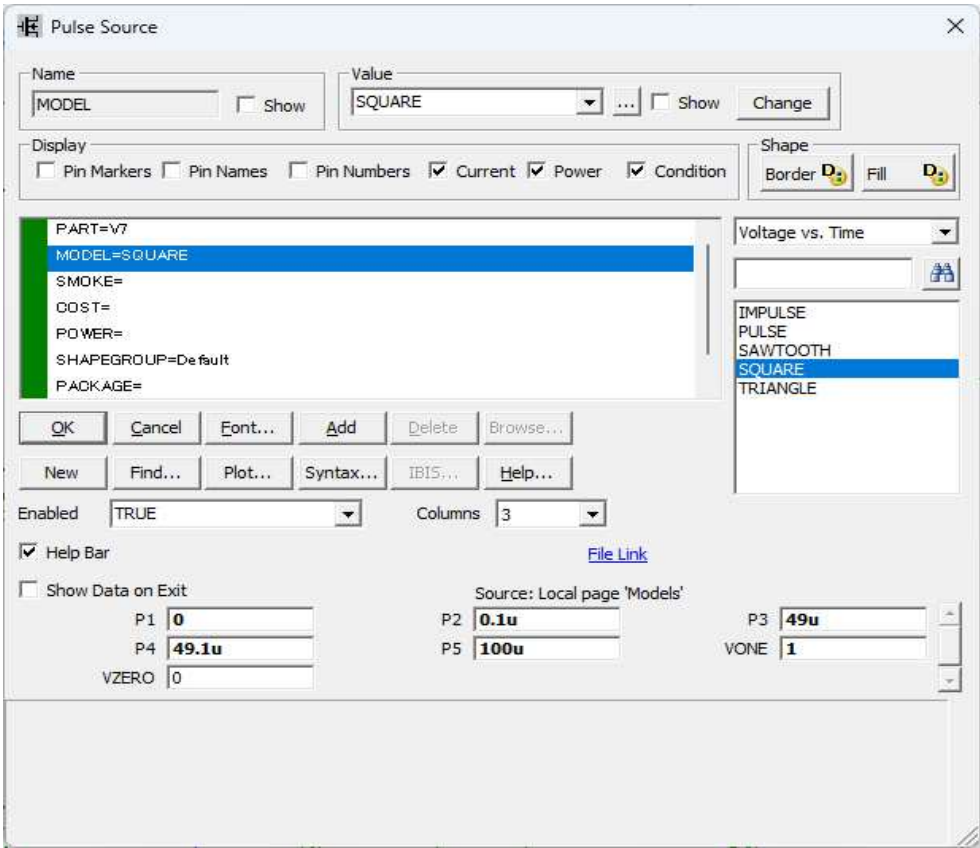 Pulse Source
Name
MODEL
Show
Value
SQUARE
...
Show
Change
Display
Pin Markers Pin Names Pin Numbers Current Power Condition
Shape
Border Fill
PART=V7
MODEL=SQUARE
SMOKE=
COST=
POWER=
SHAPEGROUP=Default
PACKAGE=
Voltage vs. Time
IMPULSE
PULSE
SAWTOOTH
SQUARE
TRIANGLE
OK Cancel Font... Add Delete Browse...
New Find... Plot... Syntax... IBIS... Help...
Enabled TRUE Columns 3
Help Bar File Link
Show Data on Exit Source: Local page 'Models'
P1 0 P2 0.1u P3 49u
P4 49.1u P5 100u VONE 1
VZERO 0